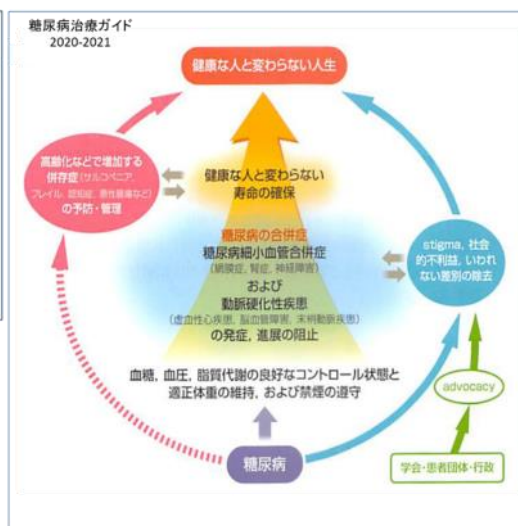 糖尿病治療ガイド
2020-2021
健康な人と変わらない人生
高齢化などで増加する
併存症(サルコペニア,
フレイル, 認知症, 悪性腫瘍など)
の予防・管理
健康な人と変わらない
寿命の確保
糖尿病の合併症
糖尿病細小血管合併症
(網膜症, 腎症, 神経障害)
および
動脈硬化性疾患
(虚血性心疾患, 脳血管障害, 末梢動脈疾患)
の発症, 進展の阻止
stigma, 社会
的不利益, いわれ
ない差別の除去
血糖, 血圧, 脂質代謝の良好なコントロール状態と
適正体重の維持, および禁煙の遵守
advocacy
糖尿病
学会・患者団体・行政